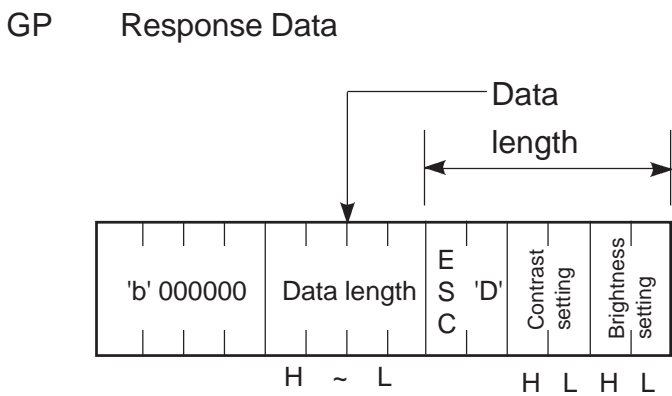 GP Response Data
Data
length
'b' 000000
Data length
E
S
C
'D'
Contrast
setting
Brightness
setting
H ~ L
H L H L